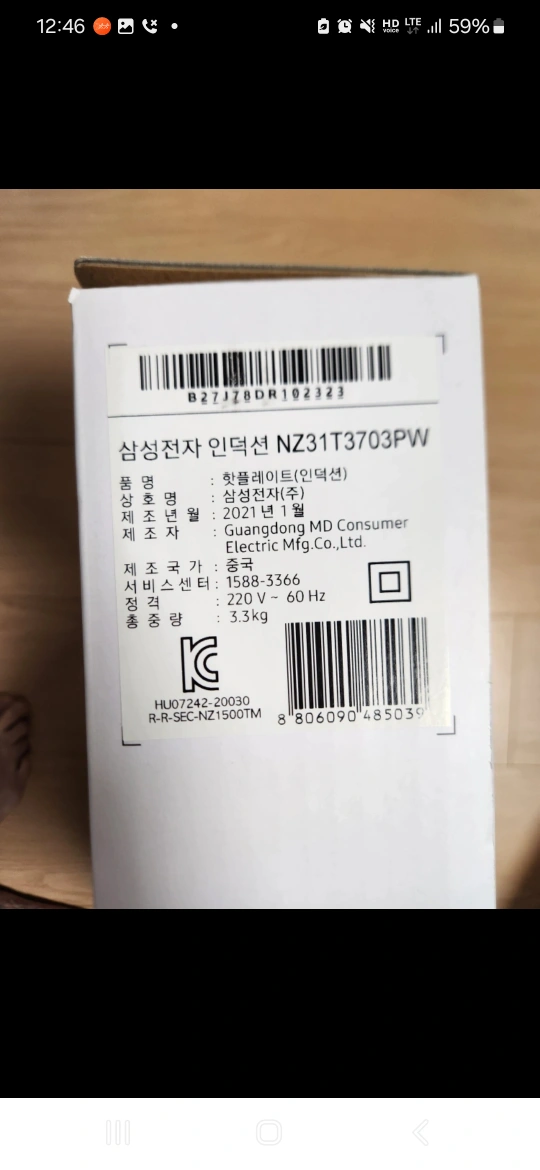 12:46
HD voice LTE 59%
B27J78DR102323
삼성전자 인덕션 NZ31T3703PW
품 명 : 핫플레이트(인덕션)
상 호 명 : 삼성전자(주)
제 조 년 월 : 2021 년 1 월
제 조 자 : Guangdong MD Consumer
Electric Mfg.Co.,Ltd.
제 조 국 가 : 중국
서 비 스 센 터 : 1588-3366
정 격 : 220 V ~ 60 Hz
총 중 량 : 3.3kg
HU07242-20030
R-R-SEC-NZ1500TM
8 806090 485039